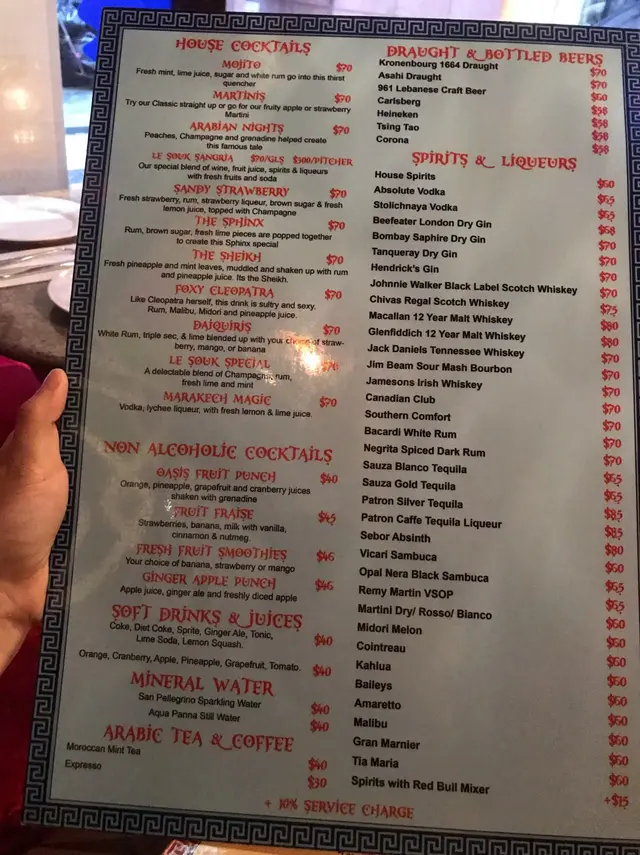 HOUSE COCKTAILS
MOJITO $70
Fresh mint, lime juice, sugar and white rum go into this thirst
quencher
MARTINIS $70
Try our Classic straight up or go for our fruity apple or strawberry
Martini
ARABIAN NIGHTS $70
Peaches, Champagne and grenadine helped create
this famous tale
LE SOUK SANGRIA $70/GLS $300/PITCHER
Our special blend of wine, fruit juice, spirits & liqueurs
with fresh fruits and soda
SANDY STRAWBERRY $70
Fresh strawberry, rum, strawberry liqueur, brown sugar & fresh
lemon juice, topped with Champagne
THE SPHINX $70
Rum, brown sugar, fresh lime pieces are popped together
to create this Sphinx special
THE SHEIKH $70
Fresh pineapple and mint leaves, muddled and shaken up with rum
and pineapple juice. Its the Sheikh.
FOXY CLEOPATRA $70
Like Cleopatra herself, this drink is sultry and sexy.
Rum, Malibu, Midori and pineapple juice.
DAIQUIRIS $70
White Rum, triple sec, & lime blended up with your choice of straw-
berry, mango, or banana
LE SOUK SPECIAL $70
A delectable blend of Champagne, rum,
fresh lime and mint
MARAKECH MAGIC $70
Vodka, lychee liqueur, with fresh lemon & lime juice.
NON ALCOHOLIC COCKTAILS
OASIS FRUIT PUNCH $40
Orange, pineapple, grapefruit and cranberry juices
shaken with grenadine
FRUIT FRAISE $45
Strawberries, banana, milk with vanilla,
cinnamon & nutmeg.
FRESH FRUIT SMOOTHIES $46
Your choice of banana, strawberry or mango
GINGER APPLE PUNCH $46
Apple juice, ginger ale and freshly diced apple
SOFT DRINKS & JUICES
Coke, Diet Coke, Sprite, Ginger Ale, Tonic,
Lime Soda, Lemon Squash. $40
Orange, Cranberry, Apple, Pineapple, Grapefruit, Tomato. $40
MINERAL WATER
San Pellegrino Sparkling Water $40
Aqua Panna Still Water $40
ARABIC TEA & COFFEE
Moroccan Mint Tea $40
Expresso $30
DRAUGHT & BOTTLED BEERS
Kronenbourg 1664 Draught $70
Asahi Draught $70
961 Lebanese Craft Beer $60
Carlsberg $58
Heineken $58
Tsing Tao $58
Corona $58
SPIRITS & LIQUEURS
House Spirits $60
Absolute Vodka $65
Stolichnaya Vodka $65
Beefeater London Dry Gin $68
Bombay Saphire Dry Gin $70
Tanqueray Dry Gin $70
Hendrick's Gin $70
Johnnie Walker Black Label Scotch Whiskey $70
Chivas Regal Scotch Whiskey $75
Macallan 12 Year Malt Whiskey $80
Glenfiddich 12 Year Malt Whiskey $80
Jack Daniels Tennessee Whiskey $70
Jim Beam Sour Mash Bourbon $70
Jamesons Irish Whiskey $70
Canadian Club $70
Southern Comfort $70
Bacardi White Rum $70
Negrita Spiced Dark Rum $70
Sauza Blanco Tequila $65
Sauza Gold Tequila $65
Patron Silver Tequila $85
Patron Caffe Tequila Liqueur $85
Sebor Absinth $80
Vicari Sambuca $60
Opal Nera Black Sambuca $65
Remy Martin VSOP $65
Martini Dry/ Rosso/ Bianco $60
Midori Melon $60
Cointreau $60
Kahlua $60
Baileys $60
Amaretto $60
Malibu $60
Gran Marnier $60
Tia Maria $60
Spirits with Red Bull Mixer +$15
+ 10% SERVICE CHARGE